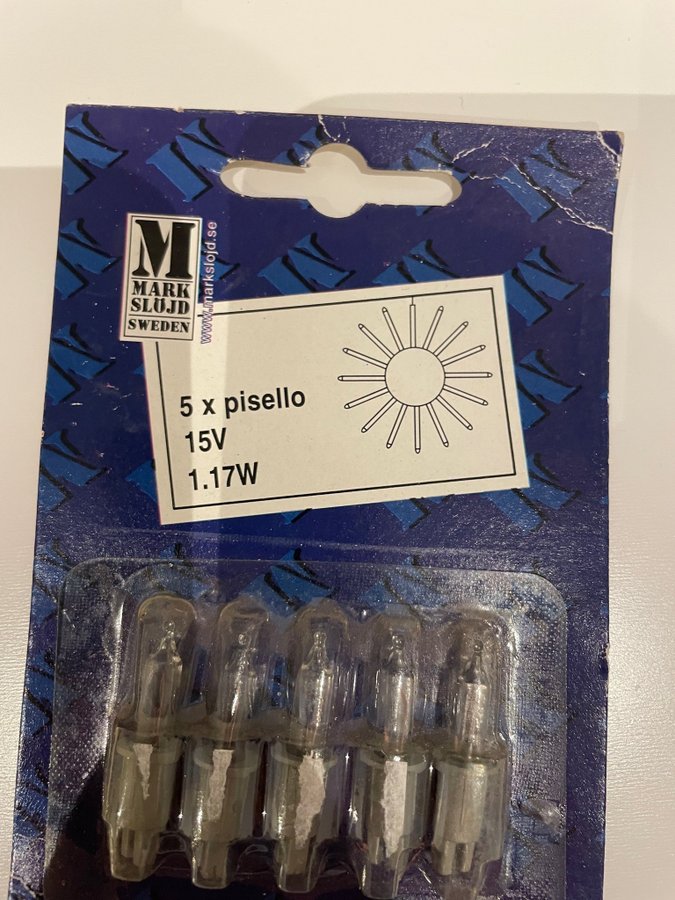 M
MARK
SLÖJD
SWEDEN
www.markslojd.se
5 x pisello
15V
1.17W